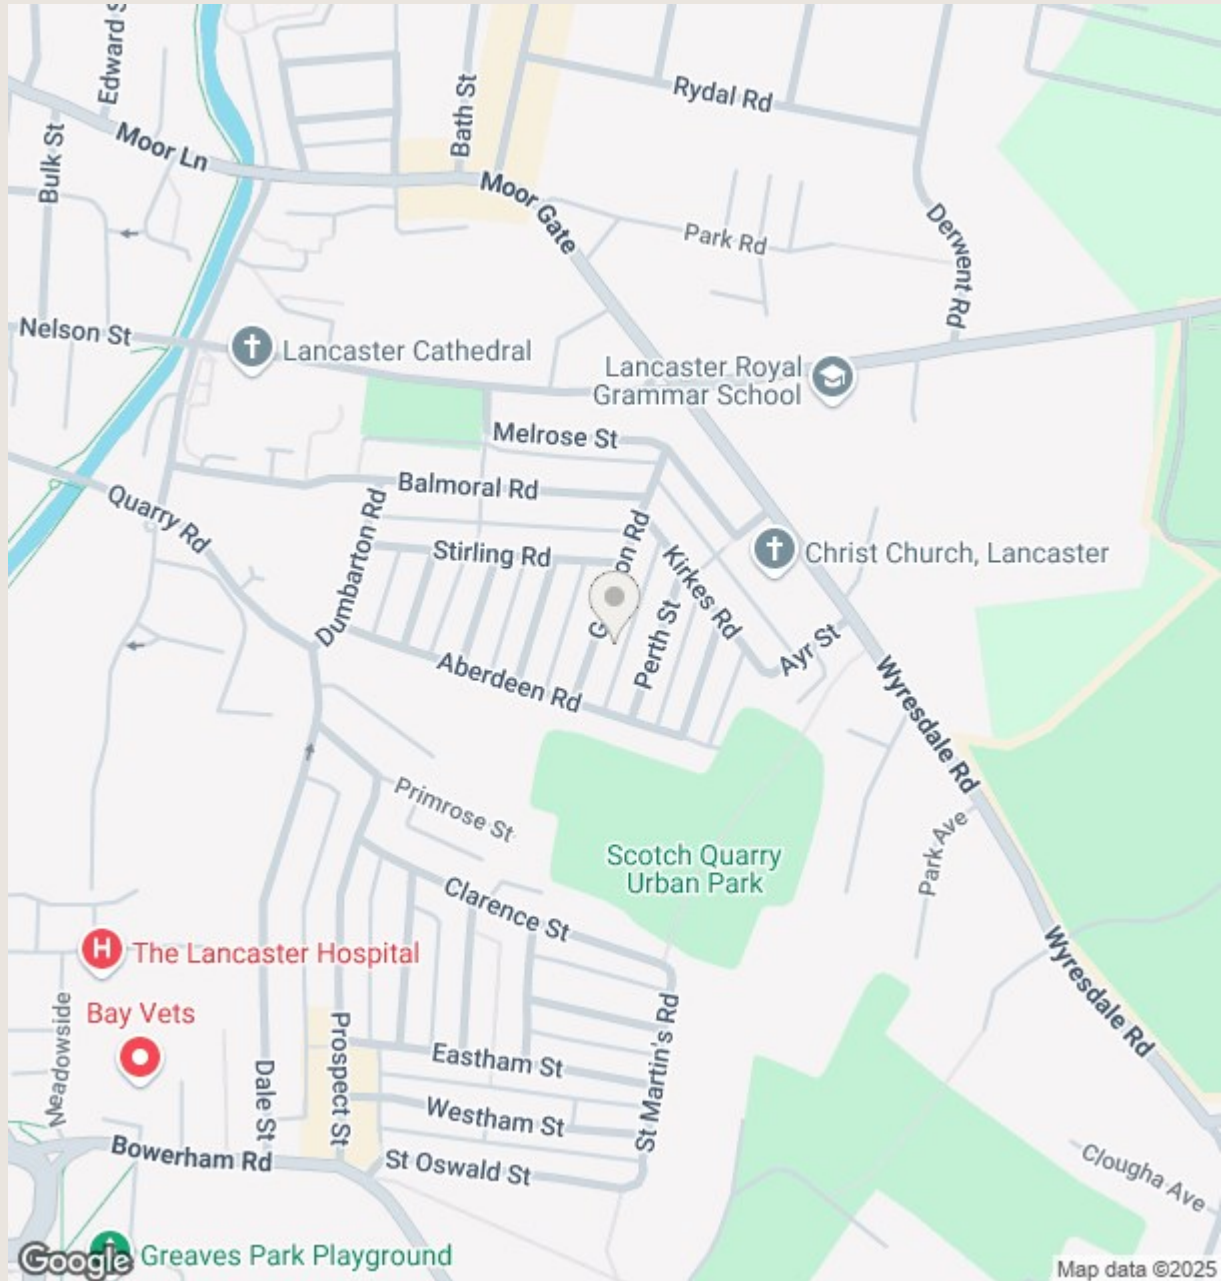 Edward S
Bulk St
Moor Ln
Bath St
Rydal Rd
Moor Gate
Park Rd
Derwent Rd
Nelson St
Lancaster Cathedral
Lancaster Royal
Grammar School
Melrose St
Balmoral Rd
Quarry Rd
Dumbarton Rd
Stirling Rd
G
on Rd
Kirkes Rd
Christ Church, Lancaster
Perth St
Ayr St
Aberdeen Rd
Wyresdale Rd
Primrose St
Scotch Quarry
Urban Park
Park Ave
Clarence St
The Lancaster Hospital
Wyresdale Rd
Meadowside
Bay Vets
Prospect St
Dale St
Eastham St
St Martin's Rd
Westham St
Bowerham Rd
St Oswald St
Clougha Ave
Greaves Park Playground
Google
Map data ©2025